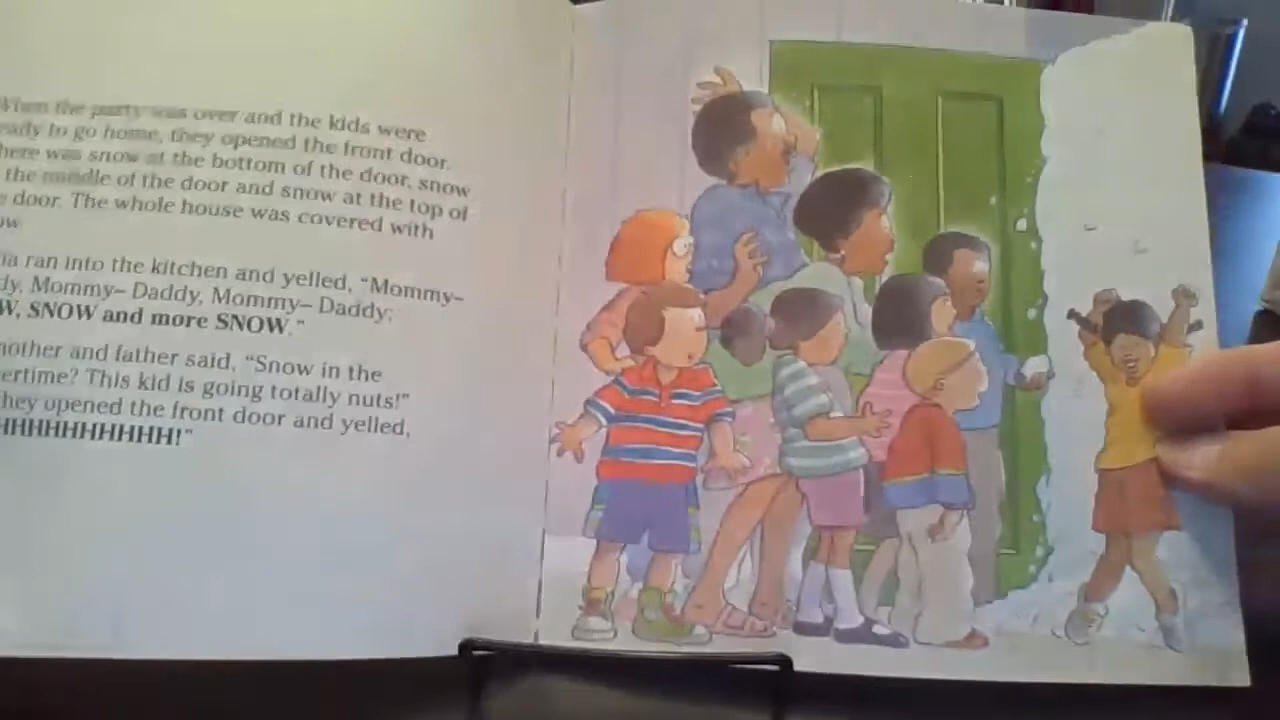 When the party was over and the kids were
eady to go home, they opened the front door.
here was snow at the bottom of the door, snow
the middle of the door and snow at the top of
e door. The whole house was covered with
ow
ia ran into the kitchen and yelled, “Mommy–
dy, Mommy– Daddy, Mommy– Daddy;
W, SNOW and more SNOW.”
mother and father said, “Snow in the
ertime? This kid is going totally nuts!”
they opened the front door and yelled,
HHHHHHHHHH!”